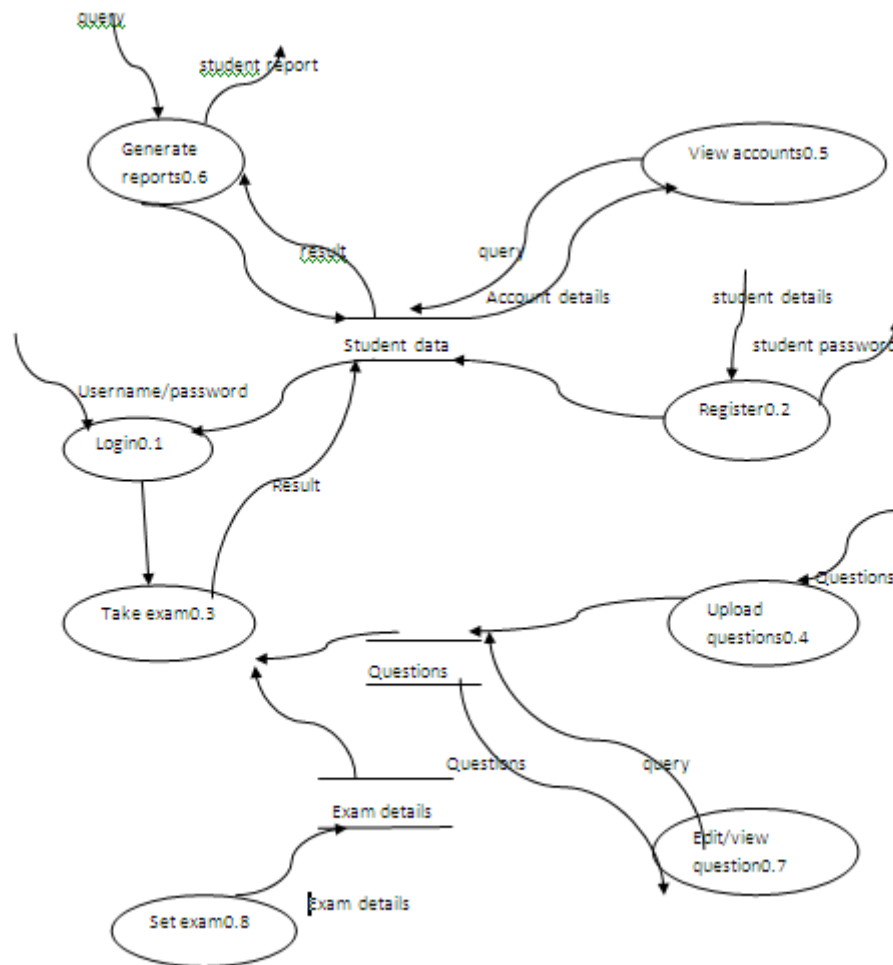 query
student report
Generate
reports0.6
View accounts0.5
result
query
Account details
student details
Student data
student password
Username/password
Register0.2
Login0.1
Result
Take exam0.3
Questions
Upload
questions0.4
Questions
Questions
query
Exam details
Edit/view
question0.7
Set exam0.8
Exam details